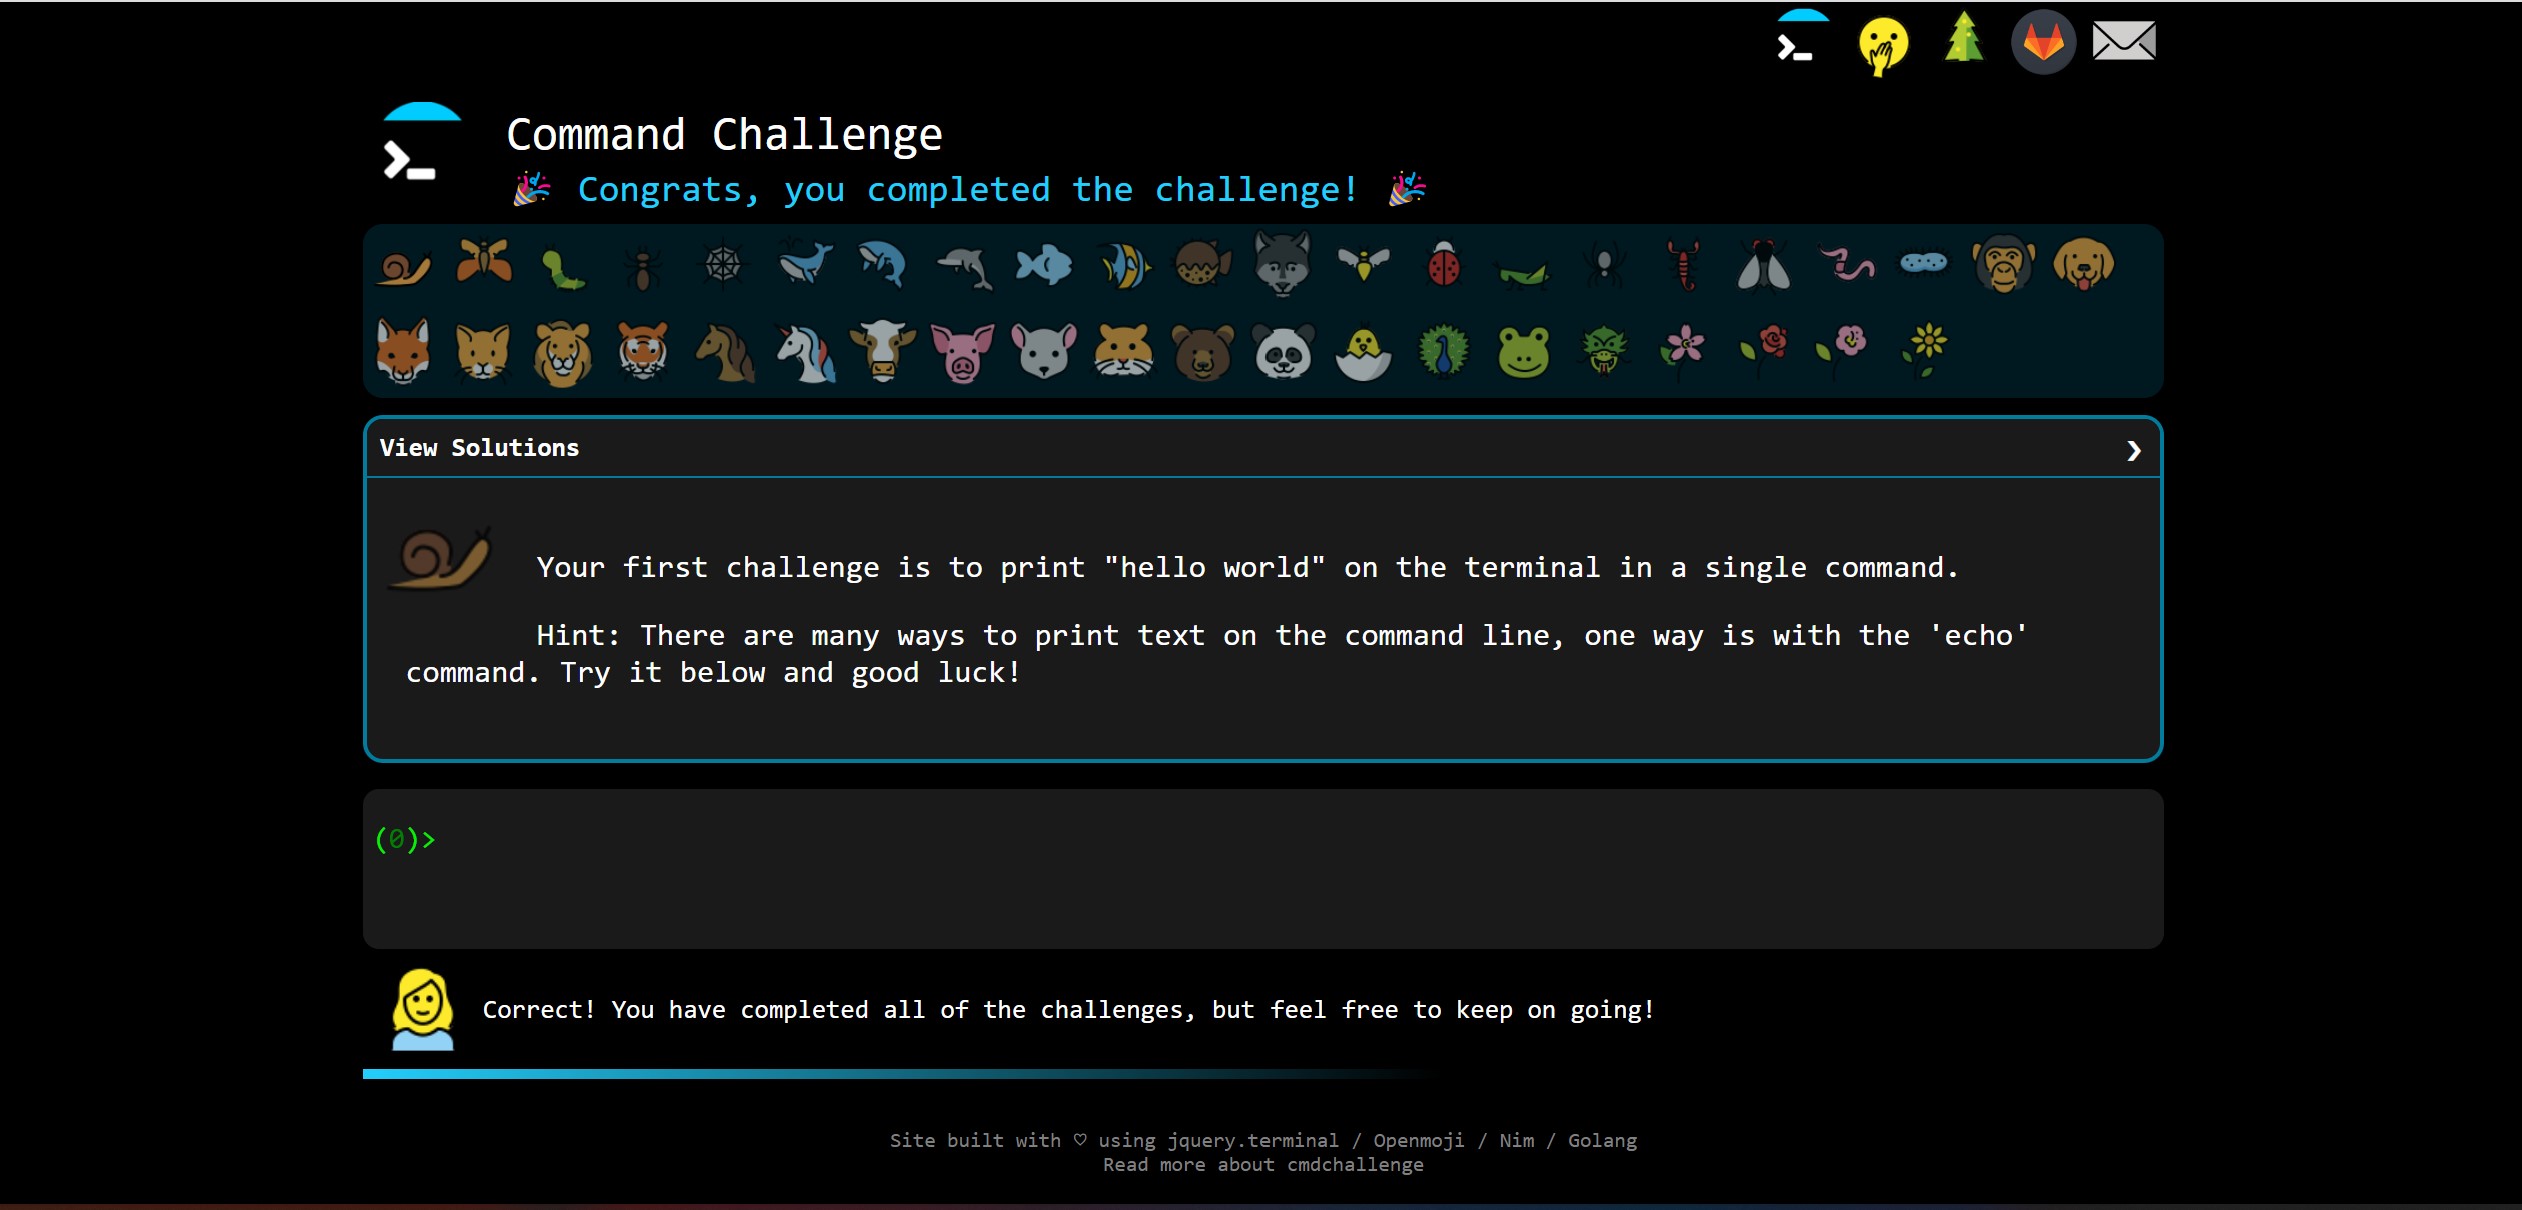 Command Challenge
🎉 Congrats, you completed the challenge! 🎉
View Solutions
Your first challenge is to print "hello world" on the terminal in a single command.
Hint: There are many ways to print text on the command line, one way is with the 'echo'
command. Try it below and good luck!
(0)>
Correct! You have completed all of the challenges, but feel free to keep on going!
Site built with ♡ using jquery.terminal / Openmoji / Nim / Golang
Read more about cmdchallenge